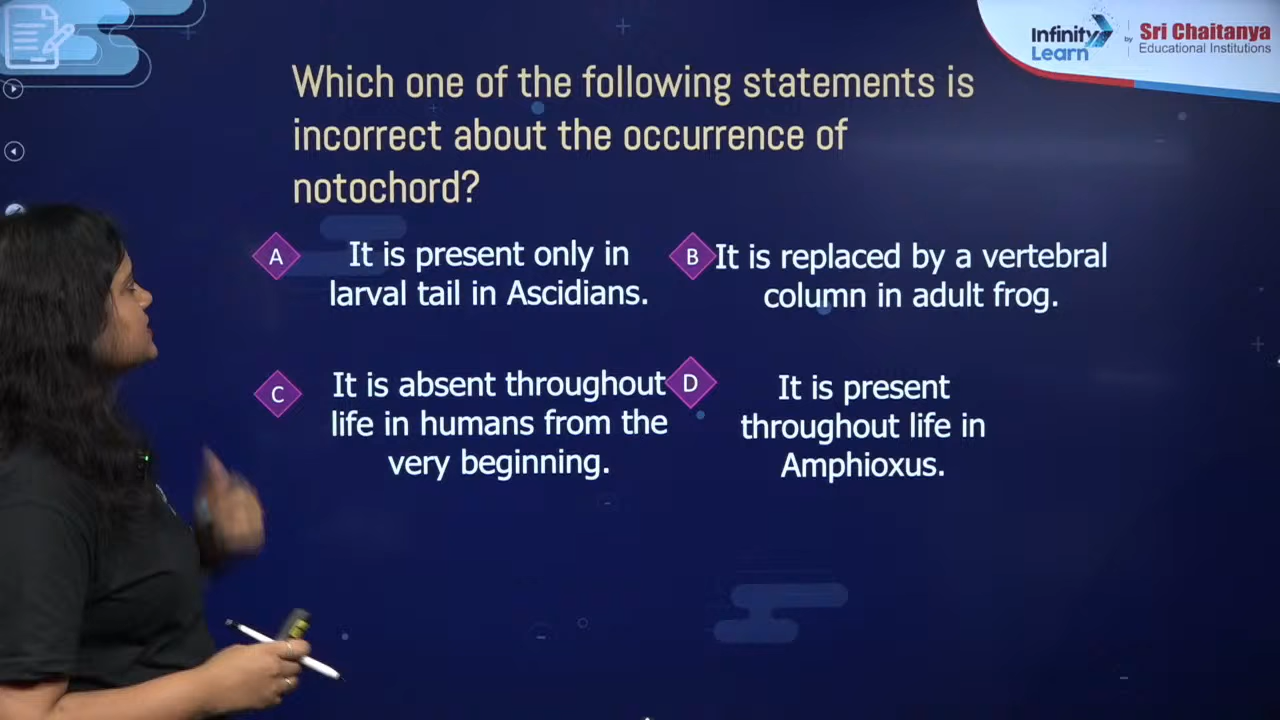 Infinity
Learn
by
Sri Chaitanya
Educational Institutions
Which one of the following statements is
incorrect about the occurrence of
notochord?
A
It is present only in
larval tail in Ascidians.
B
It is replaced by a vertebral
column in adult frog.
C
It is absent throughout
life in humans from the
very beginning.
D
It is present
throughout life in
Amphioxus.